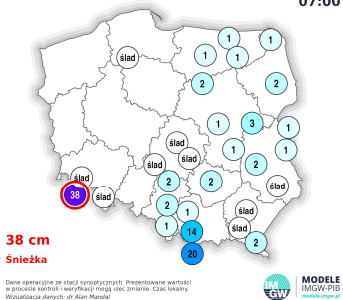 07:00
1
1
1
1
ślad
2
2
1
3
1
1
1
ślad
ślad
ślad
2
ślad
2
2
ślad
38
ślad
2
1
ślad
1
14
ślad
2
20
38 cm
Śnieżka
Dane operacyjne ze stacji synoptycznych. Prezentowane wartości
w procesie kontroli i weryfikacji mogą ulec zmianie. Czas lokalny.
Wizualizacja danych: dr Alan Mandal
IMGW
MODELE
IMGW-PIB
modele.imgw.pl